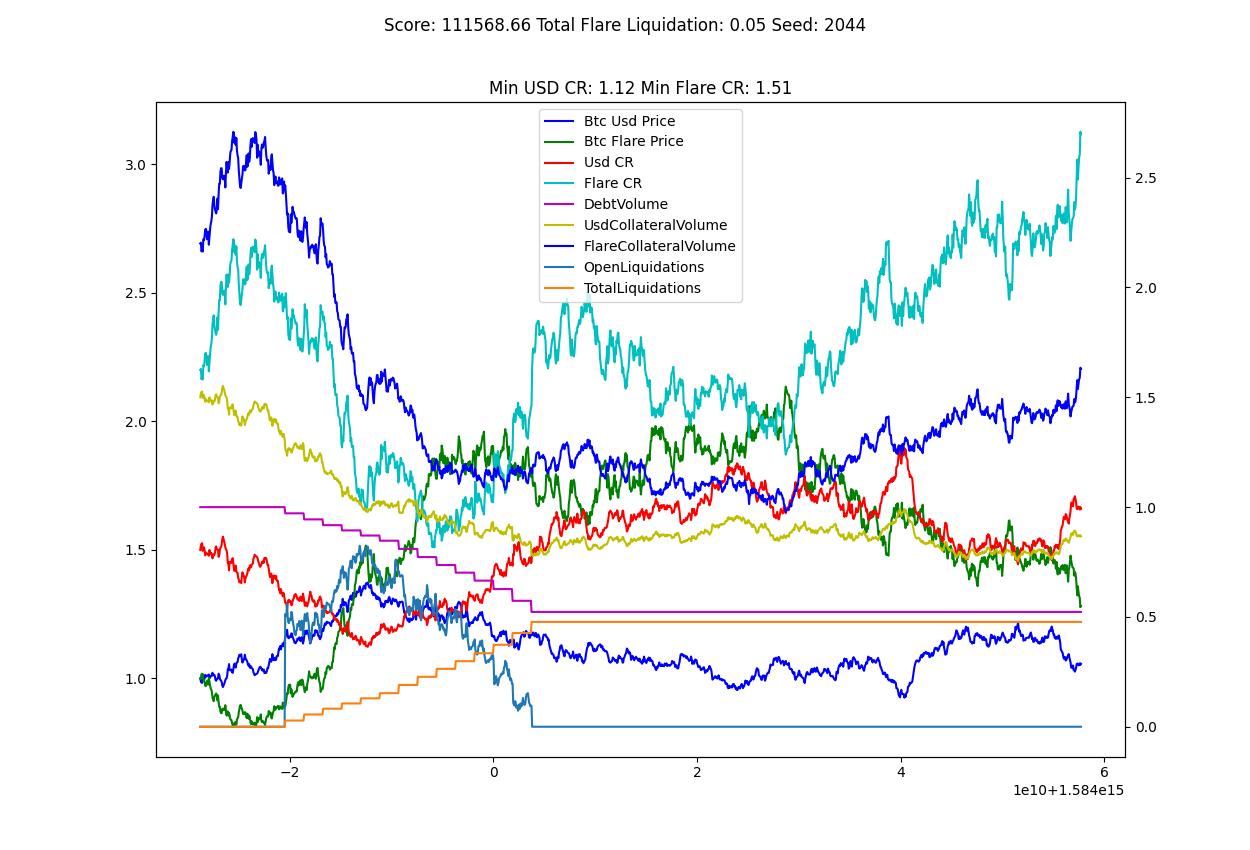 Score: 111568.66 Total Flare Liquidation: 0.05 Seed: 2044
Min USD CR: 1.12 Min Flare CR: 1.51
Btc Usd Price
Btc Flare Price
Usd CR
Flare CR
DebtVolume
UsdCollateralVolume
FlareCollateralVolume
OpenLiquidations
TotalLiquidations
3.0
2.5
2.0
1.5
1.0
2.5
2.0
1.5
1.0
0.5
0.0
−2
0
2
4
6
1e10+1.584e15